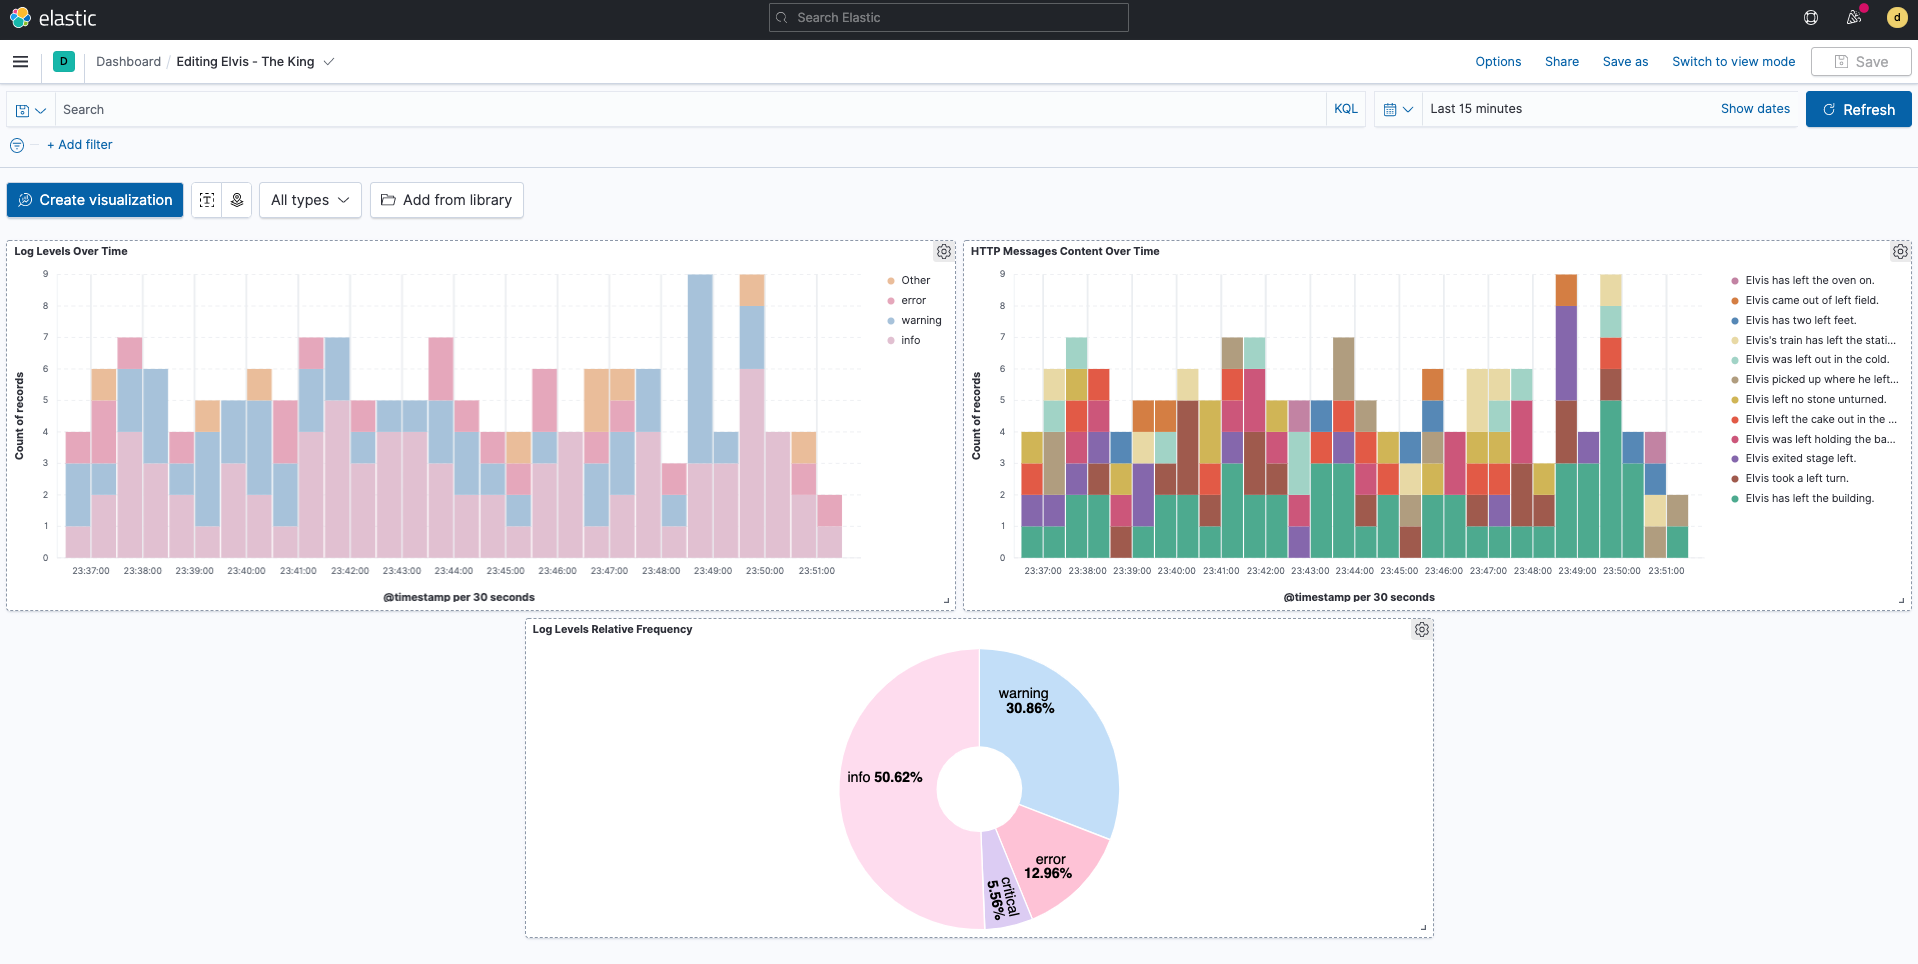 elastic
Search Elastic
d
D
Dashboard / Editing Elvis - The King
Options
Share
Save as
Switch to view mode
Save
Search
KQL
Last 15 minutes
Show dates
Refresh
+ Add filter
Create visualization
All types
Add from library
Log Levels Over Time
Count of records
9
8
7
6
5
4
3
2
1
0
23:37:00 23:38:00 23:39:00 23:40:00 23:41:00 23:42:00 23:43:00 23:44:00 23:45:00 23:46:00 23:47:00 23:48:00 23:49:00 23:50:00 23:51:00
@timestamp per 30 seconds
Other
error
warning
info
HTTP Messages Content Over Time
Count of records
9
8
7
6
5
4
3
2
1
0
23:37:00 23:38:00 23:39:00 23:40:00 23:41:00 23:42:00 23:43:00 23:44:00 23:45:00 23:46:00 23:47:00 23:48:00 23:49:00 23:50:00 23:51:00
@timestamp per 30 seconds
Elvis has left the oven on.
Elvis came out of left field.
Elvis has two left feet.
Elvis's train has left the stati...
Elvis was left out in the cold.
Elvis picked up where he left...
Elvis left no stone unturned.
Elvis left the cake out in the ...
Elvis was left holding the ba...
Elvis exited stage left.
Elvis took a left turn.
Elvis has left the building.
Log Levels Relative Frequency
warning
30.86%
info 50.62%
error
12.96%
critical
5.56%